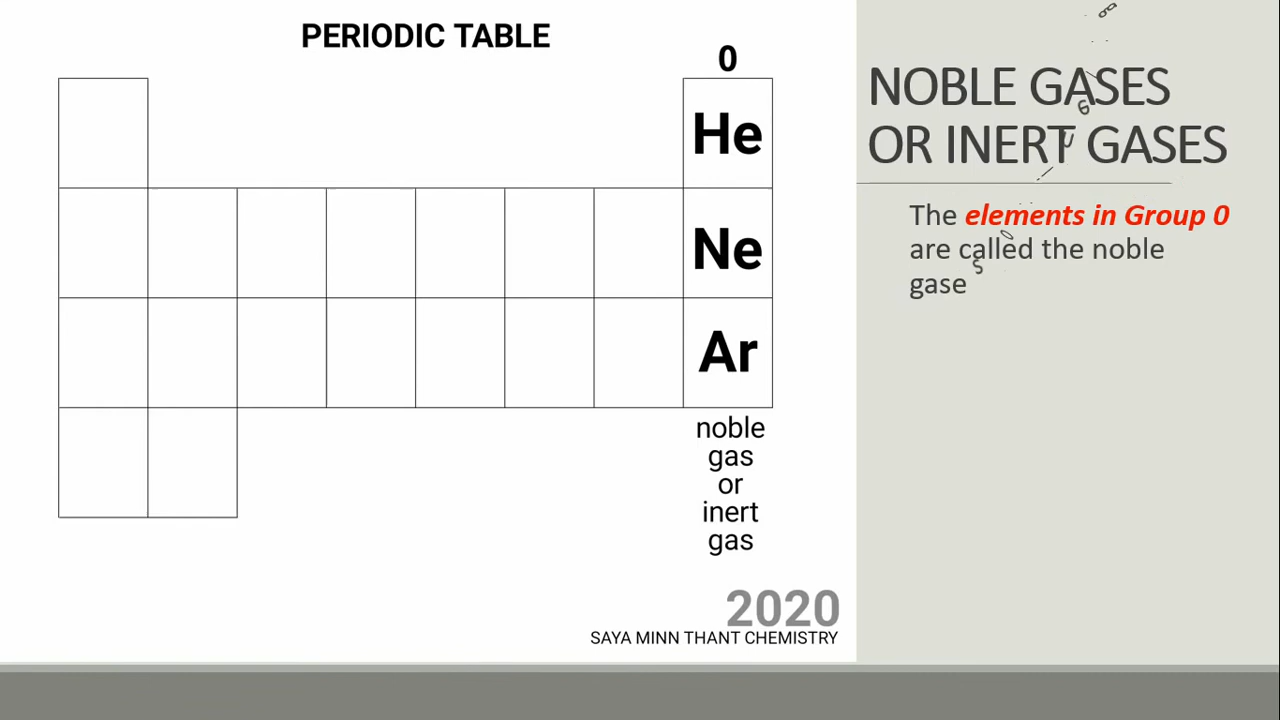 PERIODIC TABLE
0
He
Ne
Ar
noble
gas
or
inert
gas
2020
SAYA MINN THANT CHEMISTRY
NOBLE GASES
OR INERT GASES
The elements in Group 0
are called the noble
gase